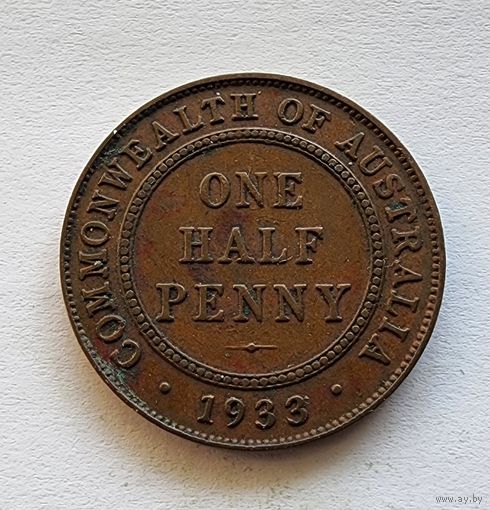 COMMONWEALTH OF AUSTRALIA
ONE
HALF
PENNY
· 1933 ·
www.ay.by